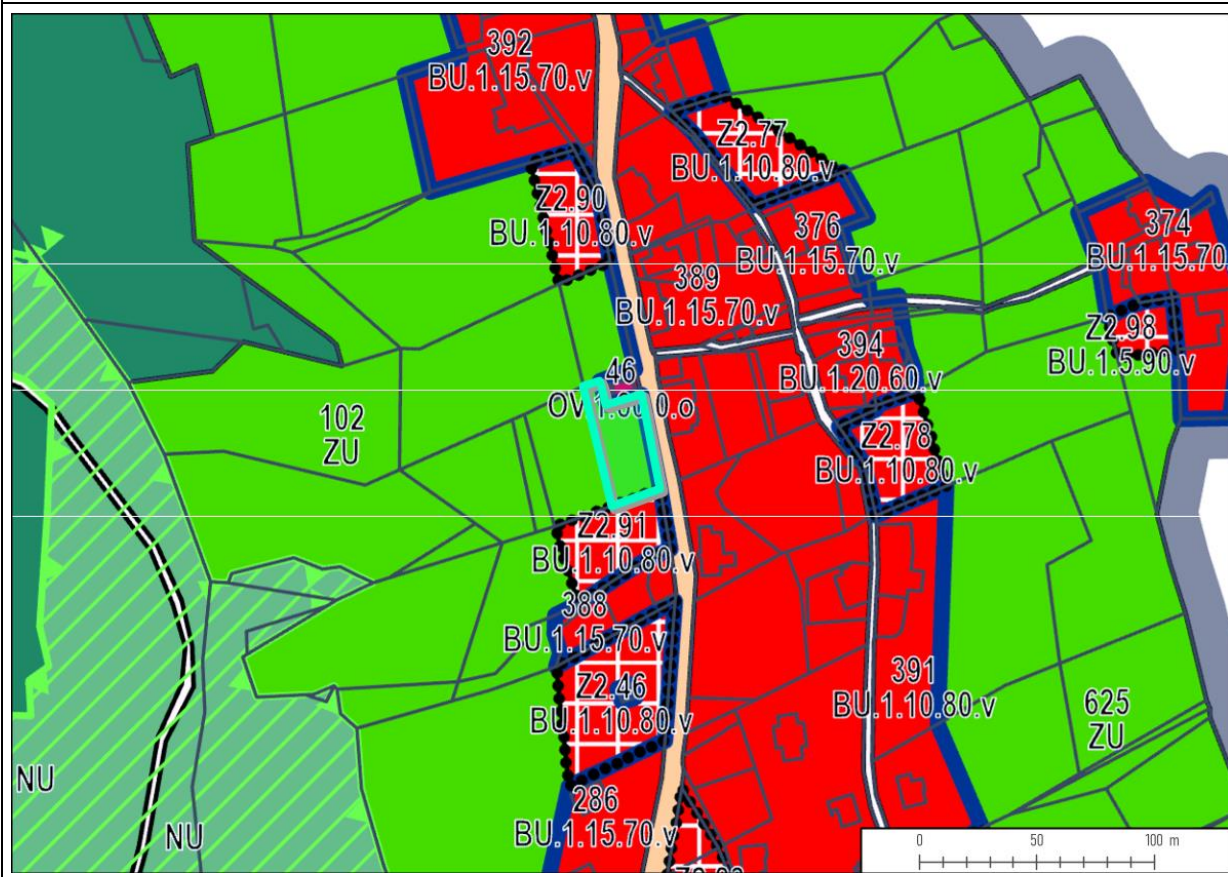 392
BU.1.15.70.v
Z2.77
BU.1.10.80.v
Z2.90
BU.1.10.80.v
376
BU.1.15.70.v
374
BU.1.15.70
389
BU.1.15.70.v
Z2.98
BU.1.5.90.v
394
BU.1.20.60.v
46
102
ZU
Z2.78
BU.1.10.80.v
Z2.91
BU.1.10.80.v
388
BU.1.15.70.v
Z2.46
BU.1.10.80.v
391
BU.1.10.80.v
625
ZU
NU
NU
286
BU.1.15.70.v
0 50 100 m